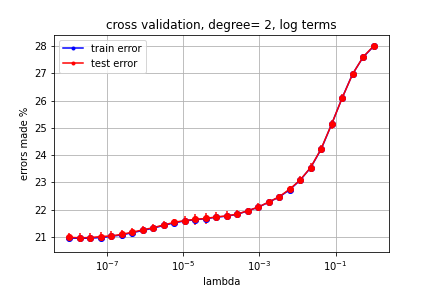 cross validation, degree= 2, log terms
train error
test error
errors made %
28
27
26
25
24
23
22
21
10⁻⁷
10⁻⁵
10⁻³
10⁻¹
lambda